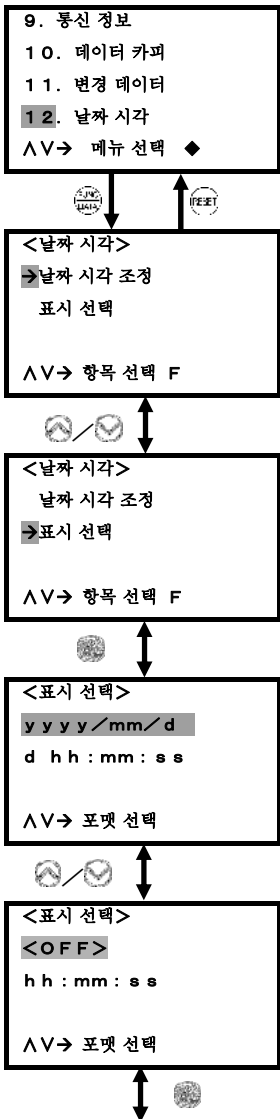 9. 통신 정보
10. 데이터 카피
11. 변경 데이터
12. 날짜 시각
∧∨→ 메뉴 선택 ◆
FUNC DATA
RESET
<날짜 시각>
→날짜 시각 조정
표시 선택
∧∨→ 항목 선택 F
/
<날짜 시각>
날짜 시각 조정
→표시 선택
∧∨→ 항목 선택 F
<표시 선택>
yyyy/mm/d
d hh:mm:ss
∧∨→ 포맷 선택
/
<표시 선택>
<OFF>
hh:mm:ss
∧∨→ 포맷 선택